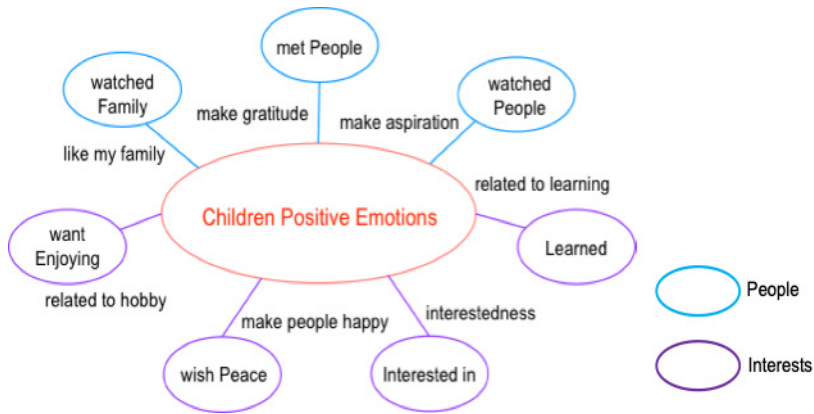 met People
watched
Family
watched
People
make gratitude
make aspiration
like my family
related to learning
Children Positive Emotions
want
Enjoying
Learned
related to hobby
make people happy
interestedness
wish Peace
Interested in
People
Interests